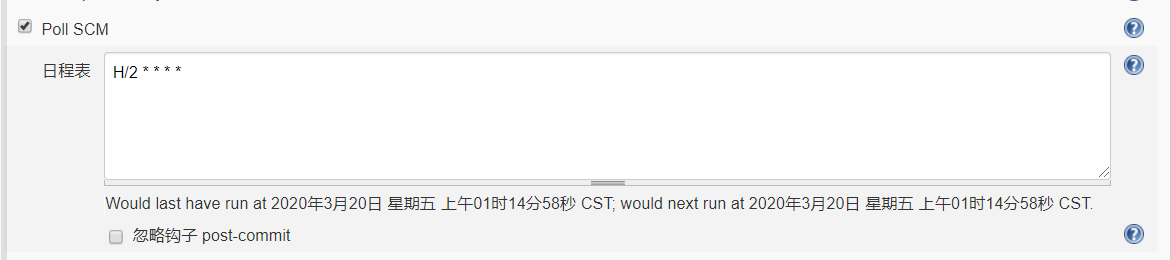 Poll SCM
日程表
H/2 * * * *
Would last have run at 2020年3月20日 星期五 上午01时14分58秒 CST; would next run at 2020年3月20日 星期五 上午01时14分58秒 CST.
忽略钩子 post-commit